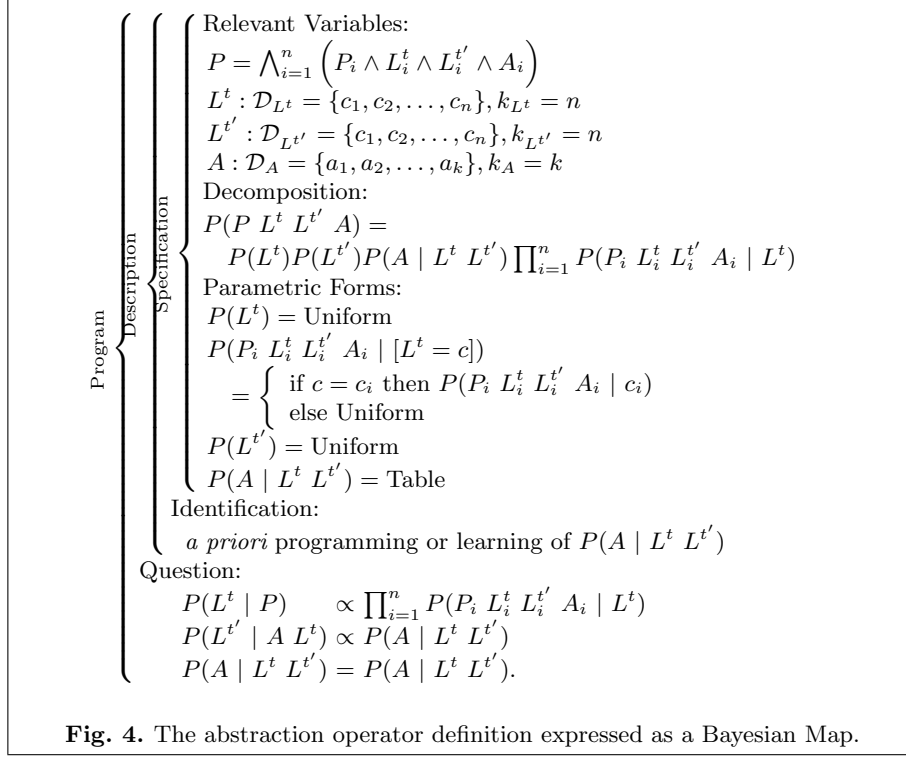 Program
Description
Specification
Relevant Variables:
P = ⋀_{i=1}^{n} (P_i ∧ L_i^t ∧ L_i^{t'} ∧ A_i)
L^t : 𝒟_{L^t} = {c_1, c_2, . . . , c_n}, k_{L^t} = n
L^{t'} : 𝒟_{L^{t'}} = {c_1, c_2, . . . , c_n}, k_{L^{t'}} = n
A : 𝒟_A = {a_1, a_2, . . . , a_k}, k_A = k
Decomposition:
P(P L^t L^{t'} A) =
P(L^t)P(L^{t'})P(A | L^t L^{t'}) ∏_{i=1}^{n} P(P_i L_i^t L_i^{t'} A_i | L^t)
Parametric Forms:
P(L^t) = Uniform
P(P_i L_i^t L_i^{t'} A_i | [L^t = c])
= { if c = c_i then P(P_i L_i^t L_i^{t'} A_i | c_i)
else Uniform
P(L^{t'}) = Uniform
P(A | L^t L^{t'}) = Table
Identification:
a priori programming or learning of P(A | L^t L^{t'})
Question:
P(L^t | P) ∝ ∏_{i=1}^{n} P(P_i L_i^t L_i^{t'} A_i | L^t)
P(L^{t'} | A L^t) ∝ P(A | L^t L^{t'})
P(A | L^t L^{t'}) = P(A | L^t L^{t'}).
Fig. 4. The abstraction operator definition expressed as a Bayesian Map.